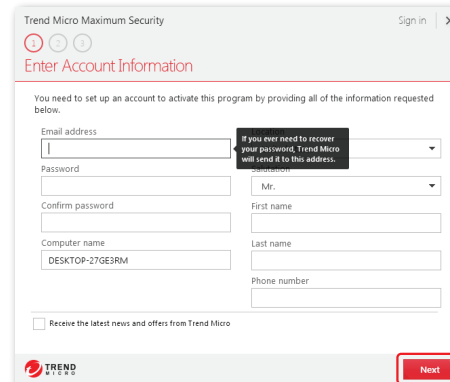 Trend Micro Maximum Security
Sign in
1 2 3
Enter Account Information
You need to set up an account to activate this program by providing all of the information requested
below.
Email address
If you ever need to recover
your password, Trend Micro
will send it to this address.
Location
Password
Salutation
Mr.
Confirm password
First name
Computer name
DESKTOP-27GE3RM
Last name
Phone number
Receive the latest news and offers from Trend Micro
TREND
MICRO
Next